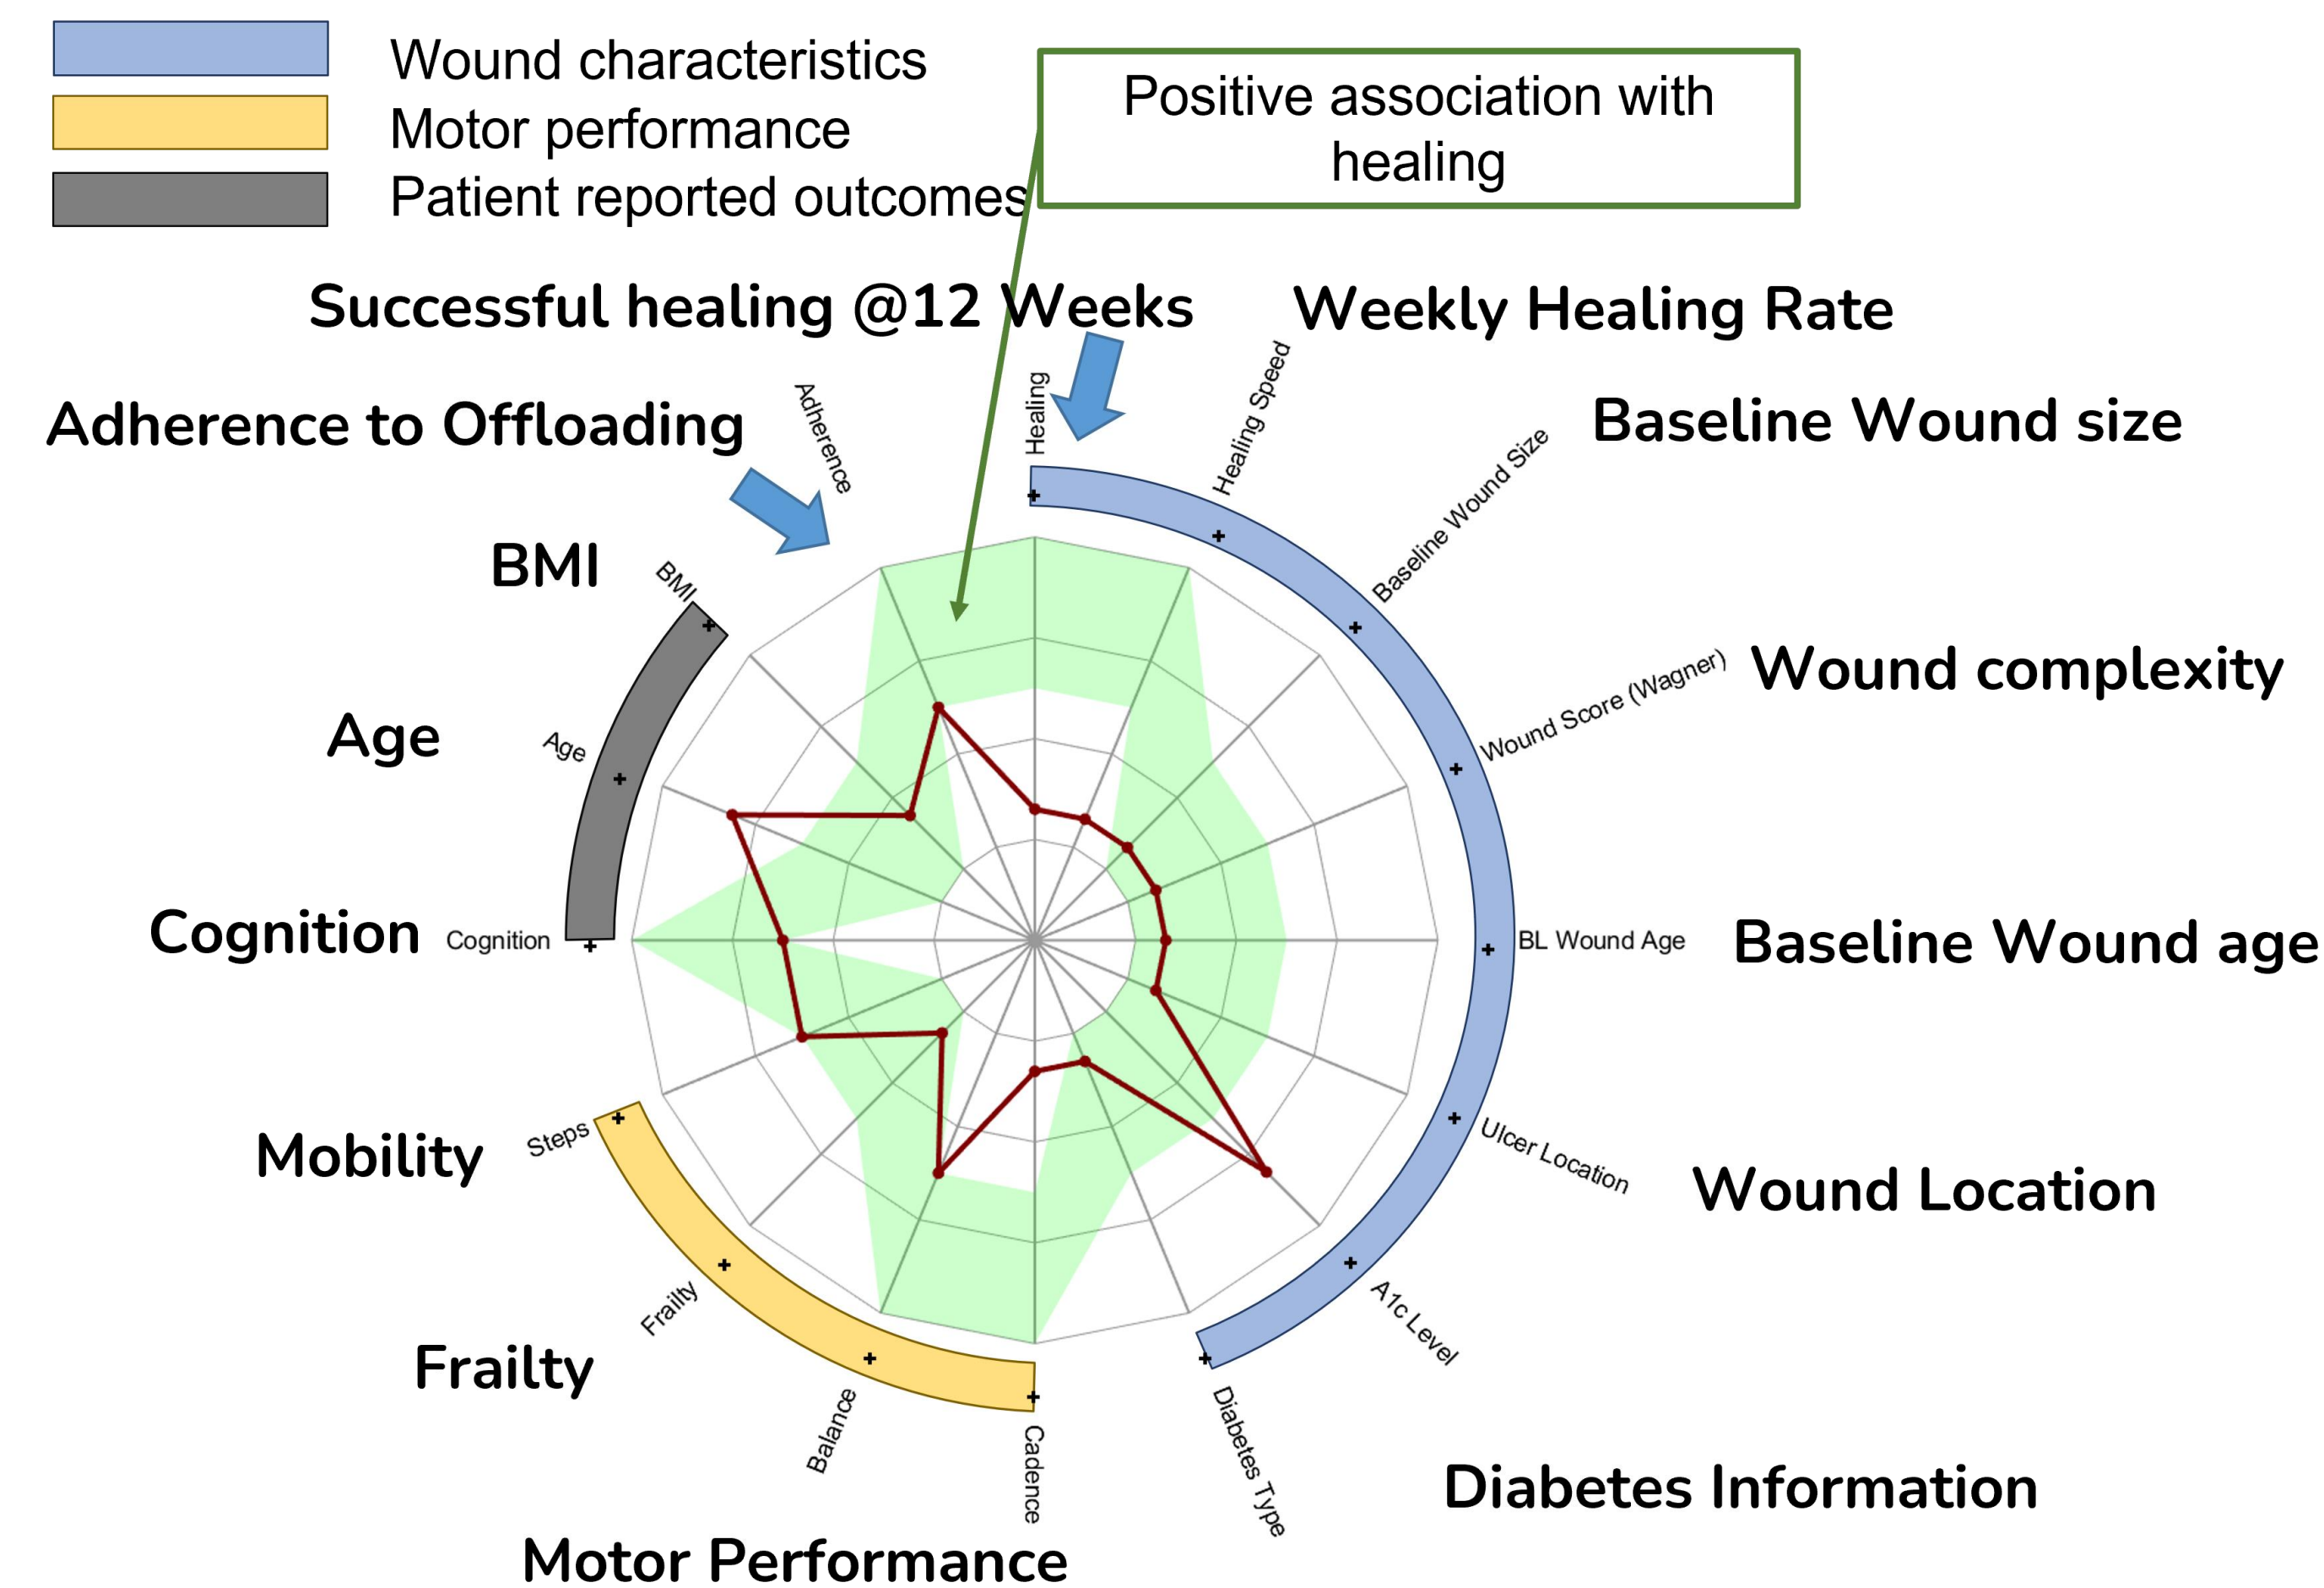 Wound characteristics
Motor performance
Patient reported outcomes
Positive association with
healing
Successful healing @12 Weeks
Weekly Healing Rate
Adherence to Offloading
Adherence
Healing
Healing Speed
Baseline Wound Size
Baseline Wound size
BMI
BMI
Wound Score (Wagner)
Wound complexity
Age
Age
Cognition
Cognition
BL Wound Age
Baseline Wound age
Mobility
Steps
Ulcer Location
Wound Location
Frailty
Frailty
A1c Level
Balance
Cadence
Diabetes Type
Diabetes Information
Motor Performance